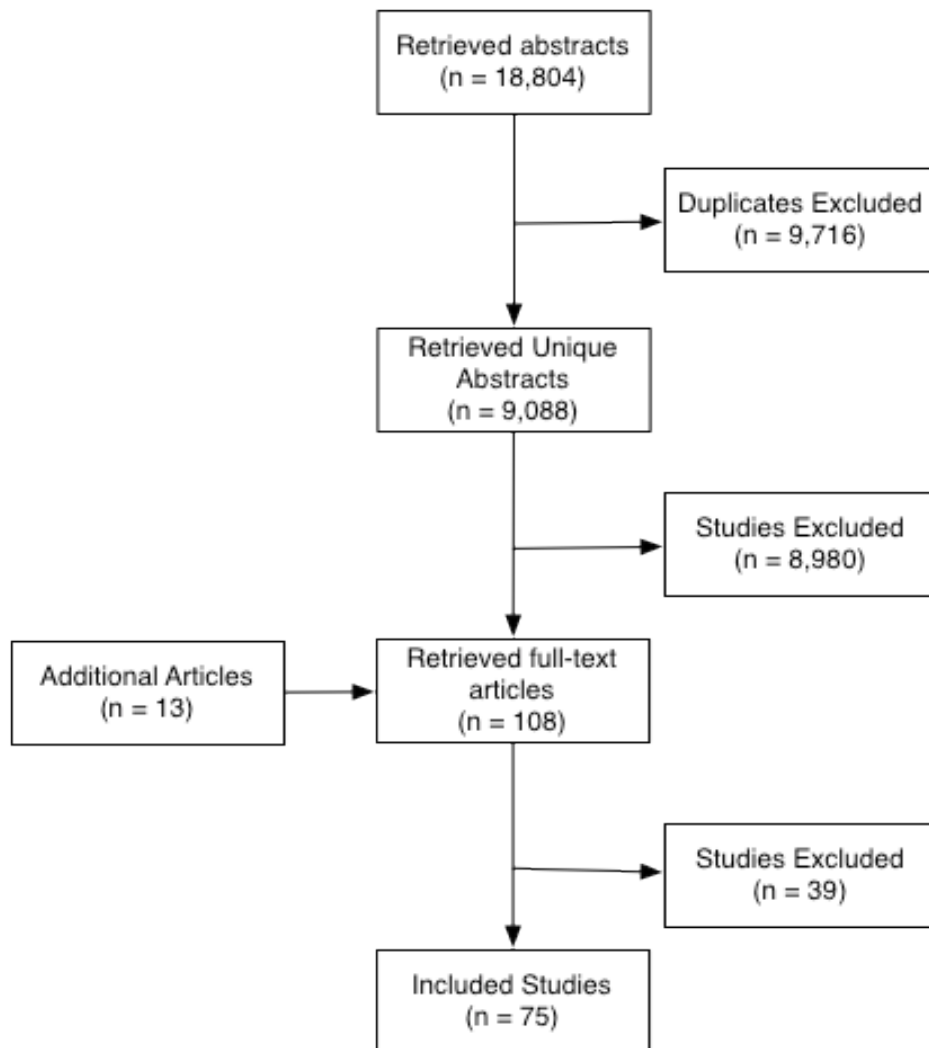 Retrieved abstracts
(n = 18,804)
Duplicates Excluded
(n = 9,716)
Retrieved Unique
Abstracts
(n = 9,088)
Studies Excluded
(n = 8,980)
Additional Articles
(n = 13)
Retrieved full-text
articles
(n = 108)
Studies Excluded
(n = 39)
Included Studies
(n = 75)